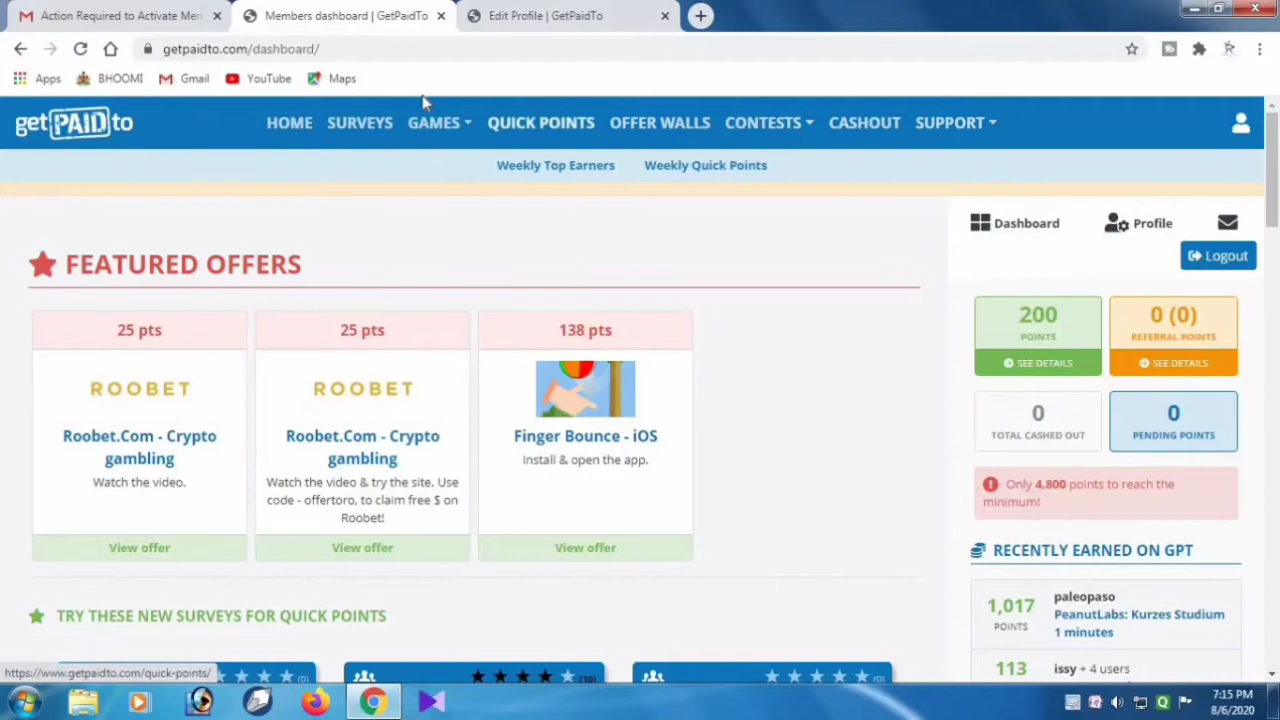 Action Required to Activate Mem
Members dashboard | GetPaidTo
Edit Profile | GetPaidTo
getpaidto.com/dashboard/
Apps
BHOOMI
Gmail
YouTube
Maps
get PAID to
HOME
SURVEYS
GAMES
QUICK POINTS
OFFER WALLS
CONTESTS
CASHOUT
SUPPORT
Weekly Top Earners
Weekly Quick Points
Dashboard
Profile
Logout
FEATURED OFFERS
25 pts
ROOBET
Roobet.Com - Crypto
gambling
Watch the video.
View offer
25 pts
ROOBET
Roobet.Com - Crypto
gambling
Watch the video & try the site. Use
code - offertoro, to claim free $ on
Roobet!
View offer
138 pts
Finger Bounce - iOS
Install & open the app.
View offer
200
POINTS
SEE DETAILS
0 (0)
REFERRAL POINTS
SEE DETAILS
0
TOTAL CASHED OUT
0
PENDING POINTS
Only 4,800 points to reach the
minimum!
RECENTLY EARNED ON GPT
1,017
POINTS
paleopaso
PeanutLabs: Kurzes Studium
1 minutes
113
issy + 4 users
TRY THESE NEW SURVEYS FOR QUICK POINTS
(0)
(10)
(0)
https://www.getpaidto.com/quick-points/
7:15 PM
8/6/2020